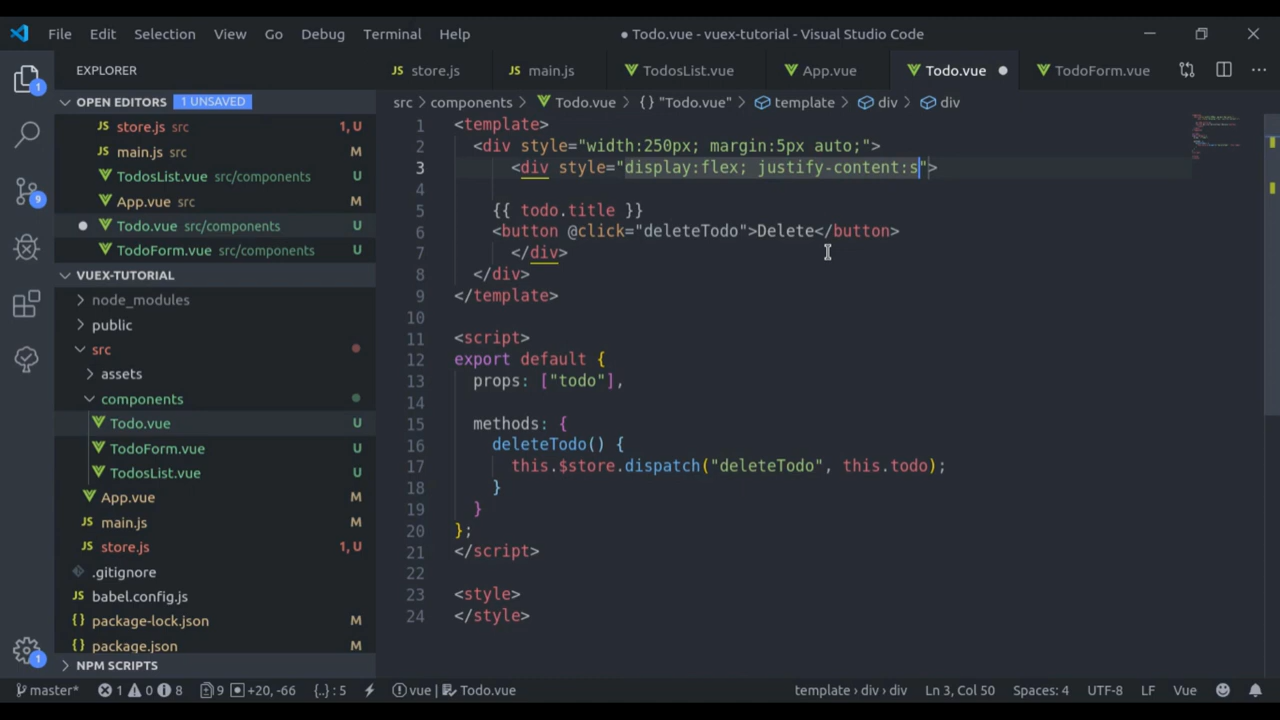 File Edit Selection View Go Debug Terminal Help
● Todo.vue - vuex-tutorial - Visual Studio Code
EXPLORER
OPEN EDITORS 1 UNSAVED
store.js src 1, U
main.js src M
TodosList.vue src/components U
App.vue src M
Todo.vue src/components U
TodoForm.vue src/components U
VUEX-TUTORIAL
node_modules
public
src
assets
components
Todo.vue U
TodoForm.vue U
TodosList.vue U
App.vue M
main.js M
store.js 1, U
.gitignore
babel.config.js
package-lock.json M
package.json M
NPM SCRIPTS
1
9
1
store.js main.js TodosList.vue App.vue Todo.vue TodoForm.vue
src > components > Todo.vue > {} "Todo.vue" > template > div > div
1 <template>
2 <div style="width:250px; margin:5px auto;">
3 <div style="display:flex; justify-content:s">
4
5 {{ todo.title }}
6 <button @click="deleteTodo">Delete</button>
7 </div>
8 </div>
9 </template>
10
11 <script>
12 export default {
13 props: ["todo"],
14
15 methods: {
16 deleteTodo() {
17 this.$store.dispatch("deleteTodo", this.todo);
18 }
19 }
20 };
21 </script>
22
23 <style>
24 </style>
master* 1 0 8 9 +20, -66 {..} : 5 vue | Todo.vue template › div › div Ln 3, Col 50 Spaces: 4 UTF-8 LF Vue